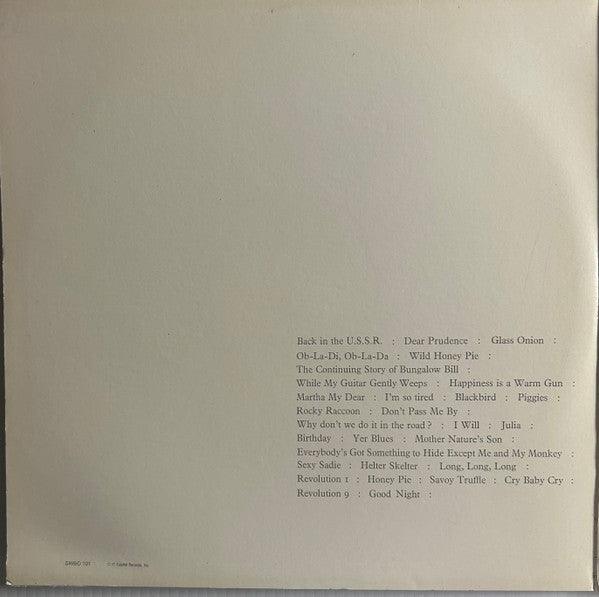 Back in the U.S.S.R. : Dear Prudence : Glass Onion :
Ob-La-Di, Ob-La-Da : Wild Honey Pie :
The Continuing Story of Bungalow Bill :
While My Guitar Gently Weeps : Happiness is a Warm Gun :
Martha My Dear : I'm so tired : Blackbird : Piggies :
Rocky Raccoon : Don't Pass Me By :
Why don't we do it in the road? : I Will : Julia :
Birthday : Yer Blues : Mother Nature's Son :
Everybody's Got Something to Hide Except Me and My Monkey :
Sexy Sadie : Helter Skelter : Long, Long, Long :
Revolution 1 : Honey Pie : Savoy Truffle : Cry Baby Cry :
Revolution 9 : Good Night :
101 Capitol Records, Inc.